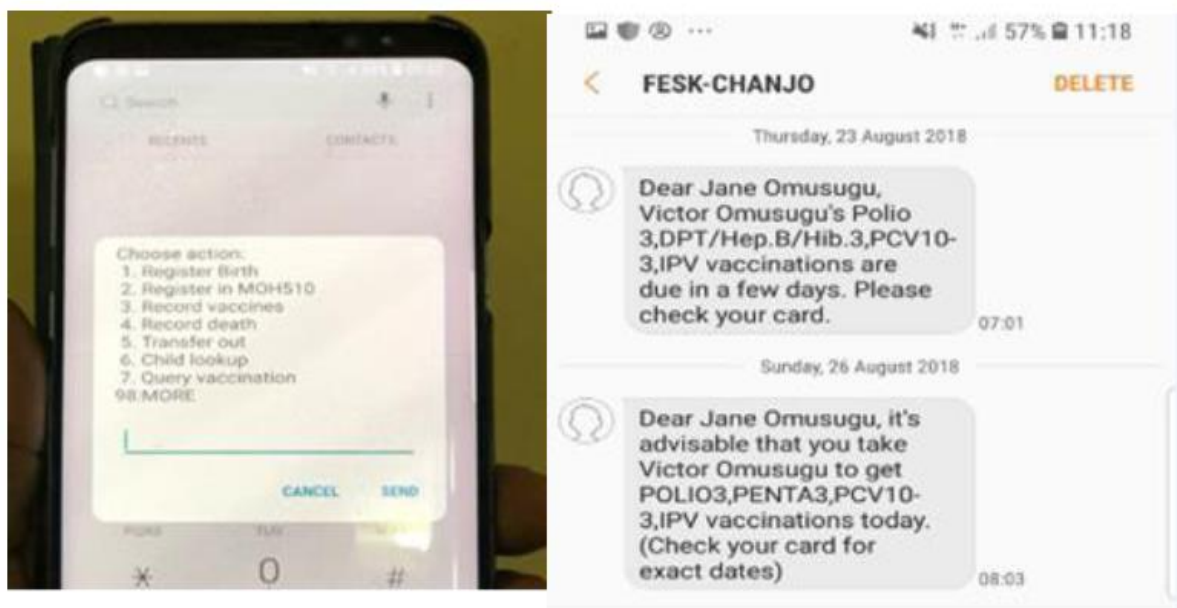 Search
RECENTS
CONTACTS
Choose action:
1. Register Birth
2. Register in MOH510
3. Record vaccines
4. Record death
5. Transfer out
6. Child lookup
7. Query vaccination
98:MORE
CANCEL SEND
* 0 #
57% 11:18
FESK-CHANJO DELETE
Thursday, 23 August 2018
Dear Jane Omusugu,
Victor Omusugu's Polio
3,DPT/Hep.B/Hib.3,PCV10-
3,IPV vaccinations are
due in a few days. Please
check your card.
07:01
Sunday, 26 August 2018
Dear Jane Omusugu, it's
advisable that you take
Victor Omusugu to get
POLIO3,PENTA3,PCV10-
3,IPV vaccinations today.
(Check your card for
exact dates)
08:03